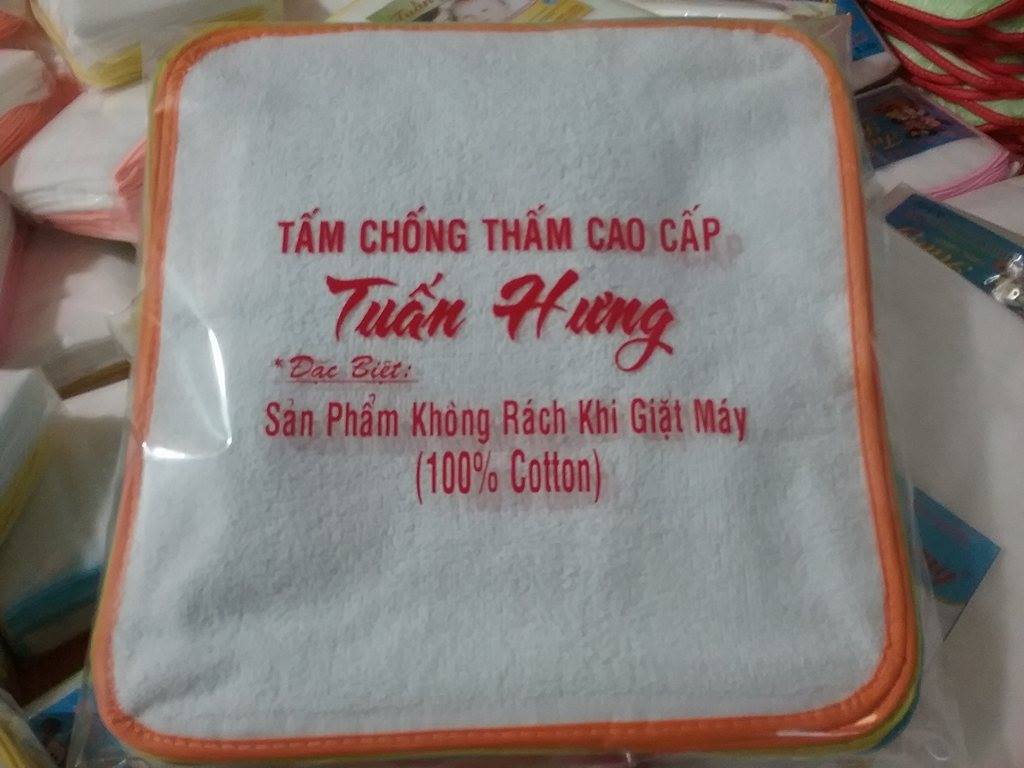 TẤM CHỐNG THẤM CAO CẤP
Tuấn Hưng
*Đặc Biệt:
Sản Phẩm Không Rách Khi Giặt Máy
(100% Cotton)